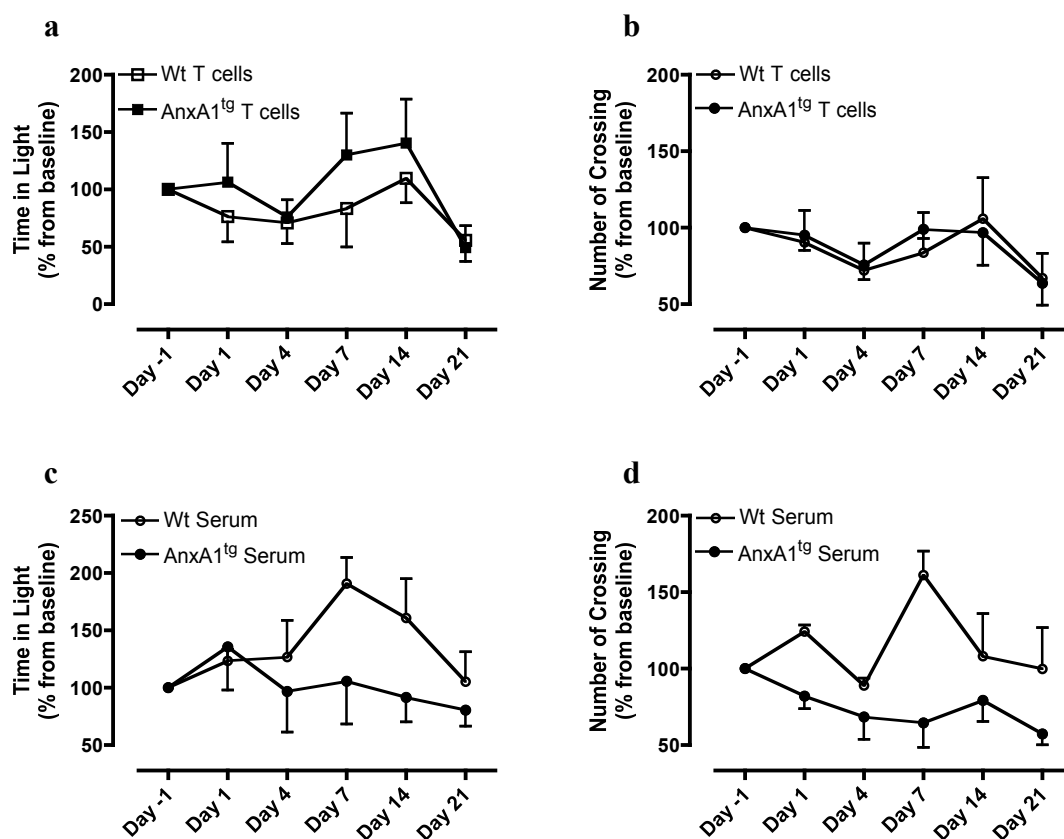 a
Wt T cells
AnxA1tg T cells
Time in Light
(% from baseline)
200
150
100
50
0
Day -1
Day 1
Day 4
Day 7
Day 14
Day 21
b
Wt T cells
AnxA1tg T cells
Number of Crossing
(% from baseline)
200
150
100
50
Day -1
Day 1
Day 4
Day 7
Day 14
Day 21
c
Wt Serum
AnxA1tg Serum
Time in Light
(% from baseline)
250
200
150
100
50
Day -1
Day 1
Day 4
Day 7
Day 14
Day 21
d
Wt Serum
AnxA1tg Serum
Number of Crossing
(% from baseline)
200
150
100
50
Day -1
Day 1
Day 4
Day 7
Day 14
Day 21